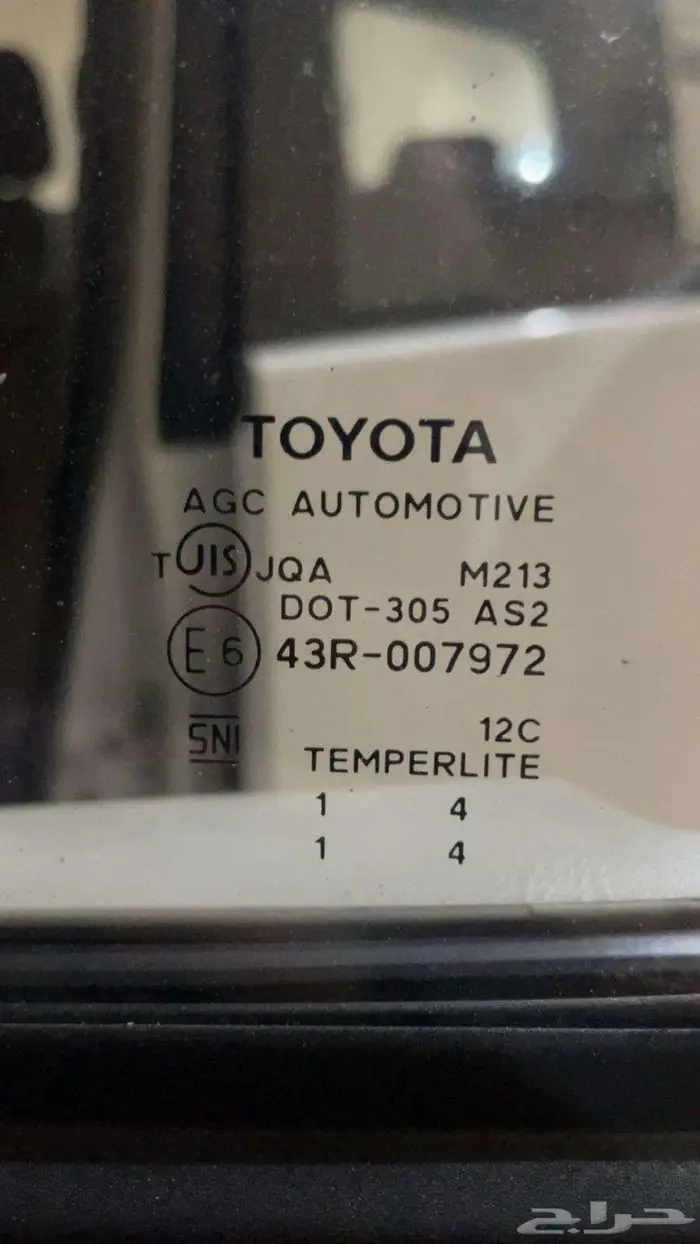 TOYOTA
AGC AUTOMOTIVE
T JIS JQA M213
DOT-305 AS2
E6 43R-007972
SNI 12C
TEMPERLITE
1 4
1 4
حراج